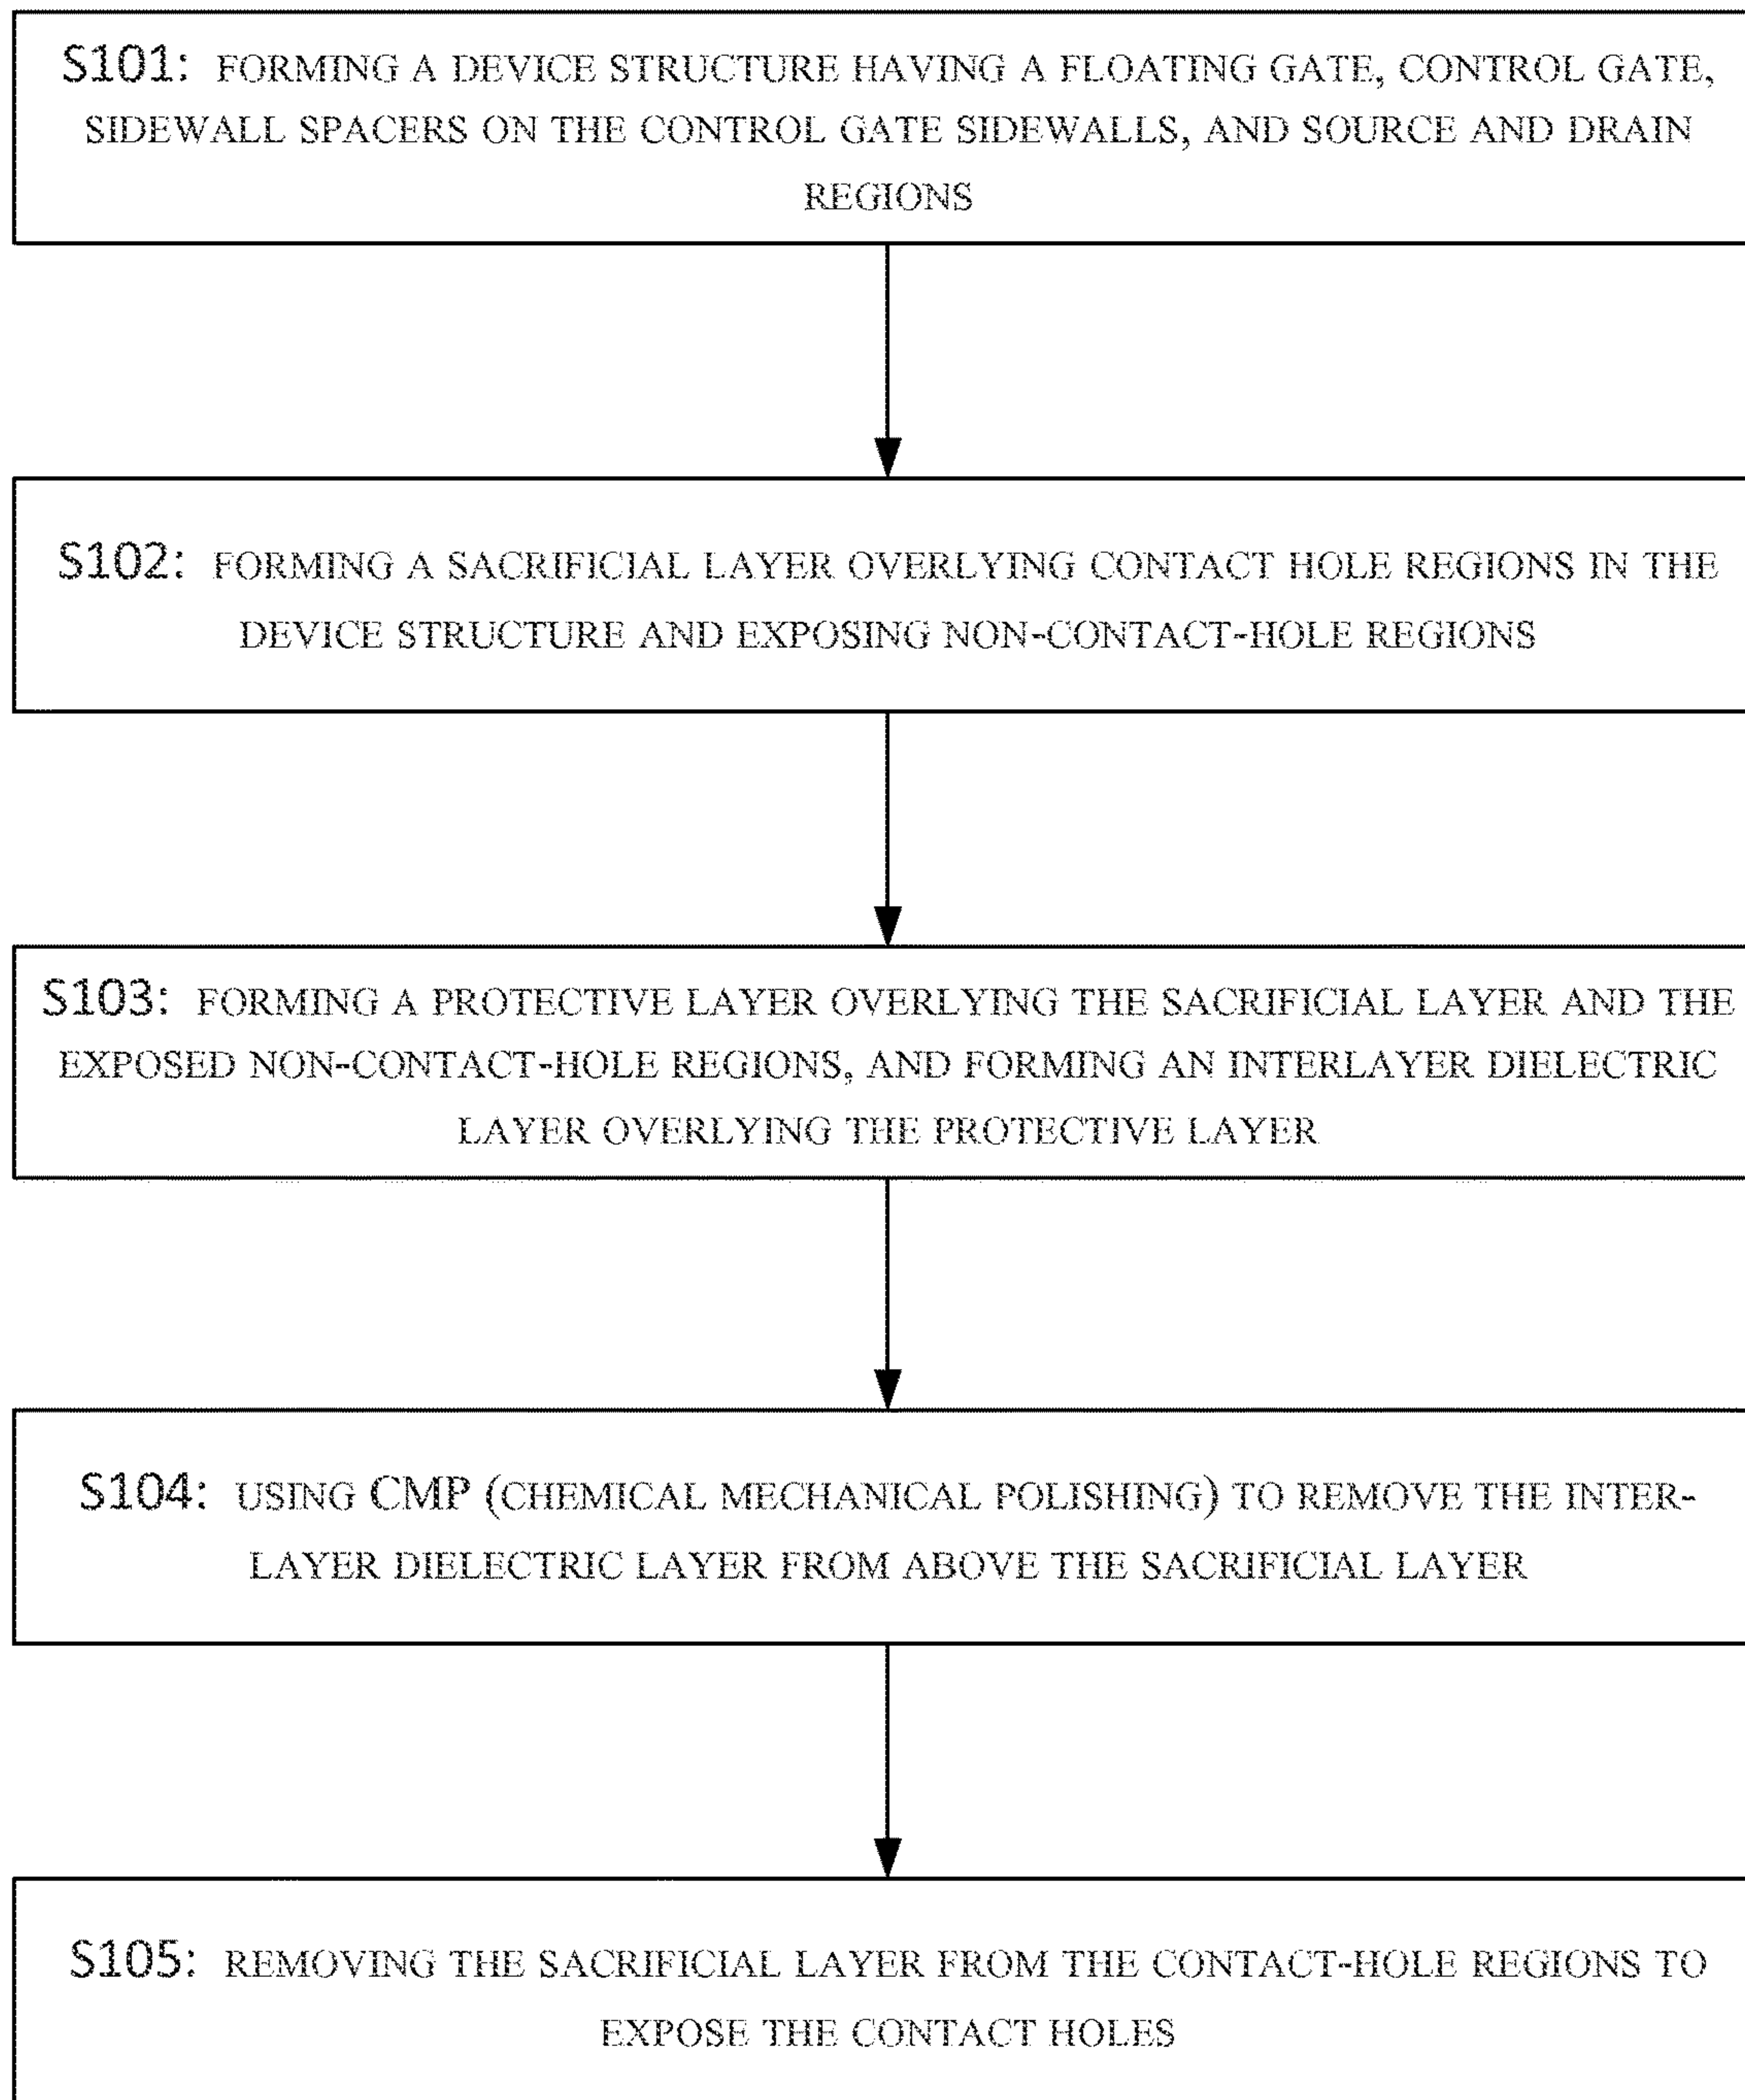 S101: FORMING A DEVICE STRUCTURE HAVING A FLOATING GATE, CONTROL GATE,
SIDEWALL SPACERS ON THE CONTROL GATE SIDEWALLS, AND SOURCE AND DRAIN
REGIONS
S102: FORMING A SACRIFICIAL LAYER OVERLYING CONTACT HOLE REGIONS IN THE
DEVICE STRUCTURE AND EXPOSING NON-CONTACT-HOLE REGIONS
S103: FORMING A PROTECTIVE LAYER OVERLYING THE SACRIFICIAL LAYER AND THE
EXPOSED NON-CONTACT-HOLE REGIONS, AND FORMING AN INTERLAYER DIELECTRIC
LAYER OVERLYING THE PROTECTIVE LAYER
S104: USING CMP (CHEMICAL MECHANICAL POLISHING) TO REMOVE THE INTER-
LAYER DIELECTRIC LAYER FROM ABOVE THE SACRIFICIAL LAYER
S105: REMOVING THE SACRIFICIAL LAYER FROM THE CONTACT-HOLE REGIONS TO
EXPOSE THE CONTACT HOLES